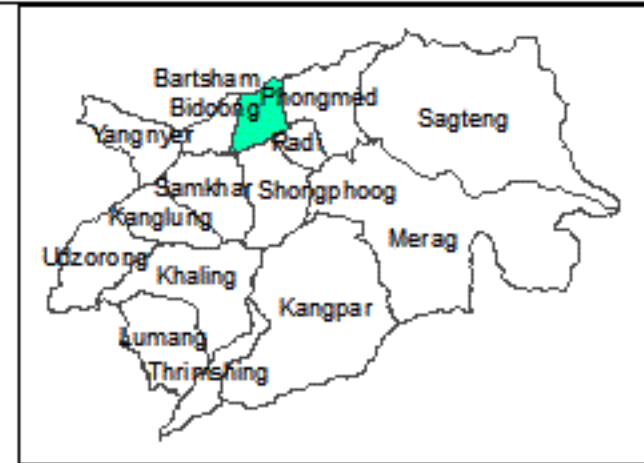 Bartsham
Bidoong
Phongmed
Sagteng
Yangnyer
Radi
Samkhar
Shongphoog
Kanglung
Merag
Udzorong
Khaling
Kangpar
Lumang
Thrimshing